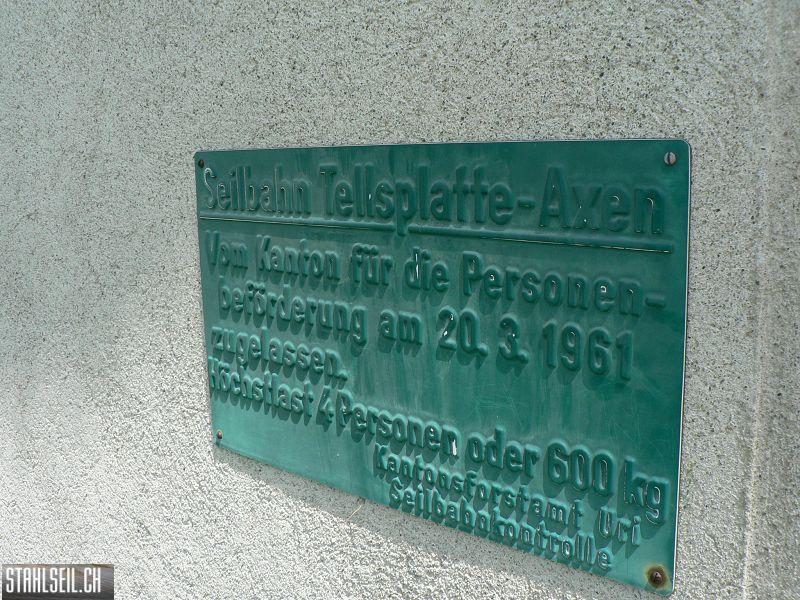 Seilbahn Tellsplatte-Axen
Vom Kanton für die Personen-
beförderung am 20. 3. 1961
zugelassen.
Höchstlast 4 Personen oder 600 kg
Kantonsforstamt Uri
Seilbahnkontrolle
STAHLSEIL.CH